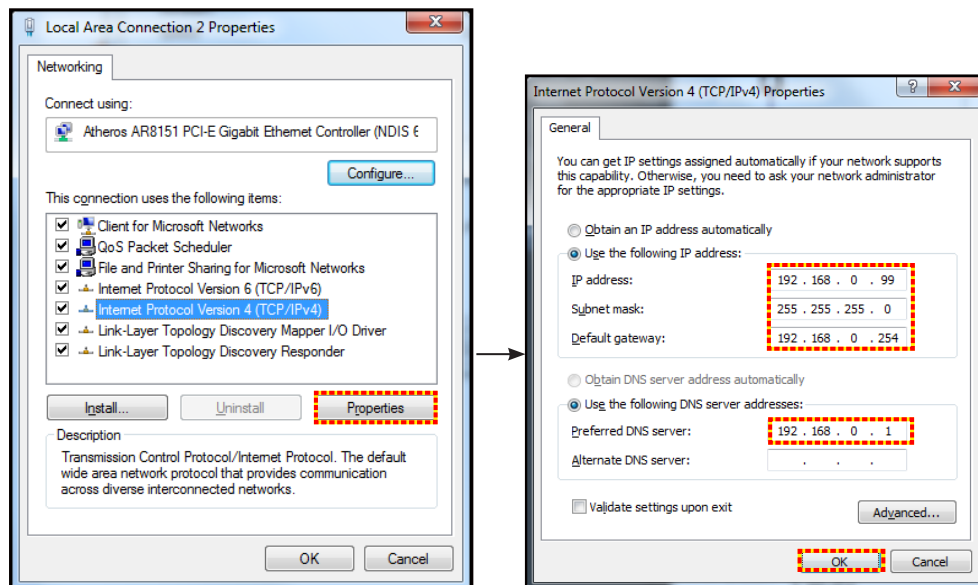 Local Area Connection 2 Properties
Networking
Connect using:
Atheros AR8151 PCI-E Gigabit Ethernet Controller (NDIS 6
Configure...
This connection uses the following items:
Client for Microsoft Networks
QoS Packet Scheduler
File and Printer Sharing for Microsoft Networks
Internet Protocol Version 6 (TCP/IPv6)
Internet Protocol Version 4 (TCP/IPv4)
Link-Layer Topology Discovery Mapper I/O Driver
Link-Layer Topology Discovery Responder
Install...
Uninstall
Properties
Description
Transmission Control Protocol/Internet Protocol. The default
wide area network protocol that provides communication
across diverse interconnected networks.
OK
Cancel
Internet Protocol Version 4 (TCP/IPv4) Properties
General
You can get IP settings assigned automatically if your network supports
this capability. Otherwise, you need to ask your network administrator
for the appropriate IP settings.
Obtain an IP address automatically
Use the following IP address:
IP address: 192 . 168 . 0 . 99
Subnet mask: 255 . 255 . 255 . 0
Default gateway: 192 . 168 . 0 . 254
Obtain DNS server address automatically
Use the following DNS server addresses:
Preferred DNS server: 192 . 168 . 0 . 1
Alternate DNS server: . . .
Validate settings upon exit
Advanced...
OK
Cancel